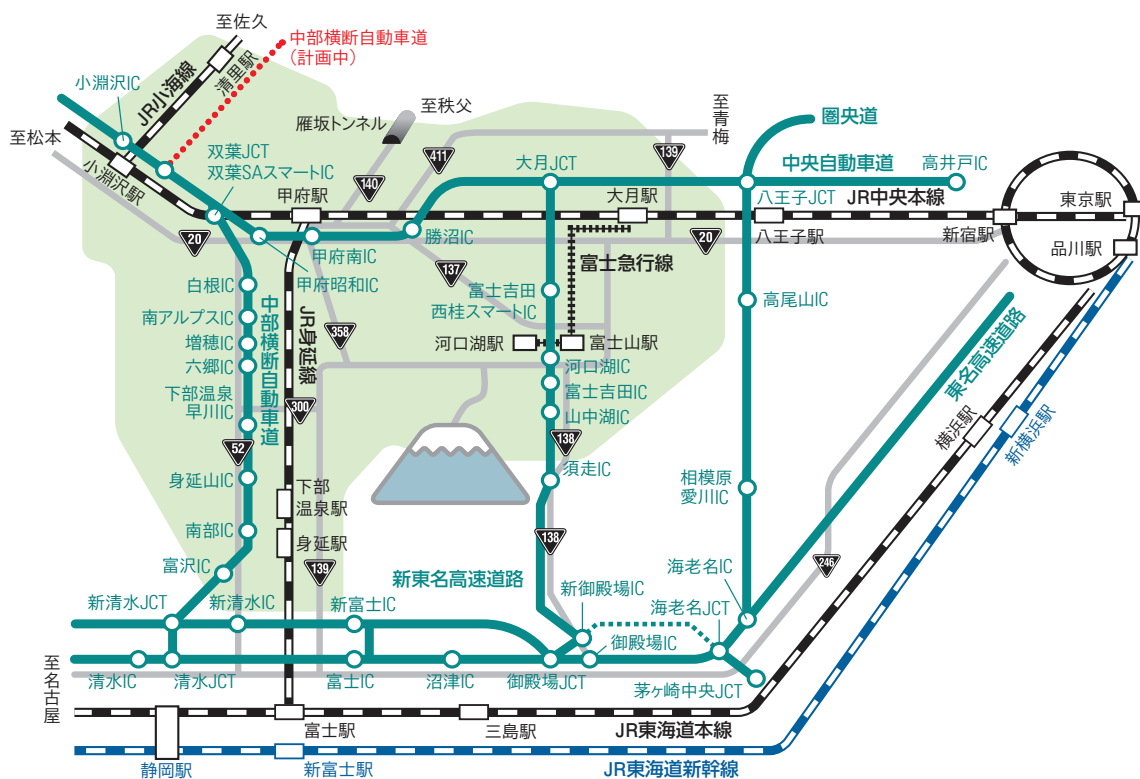 至佐久
中部横断自動車道
(計画中)
小淵沢IC
JR小海線
清里駅
至秩父
雁坂トンネル
至青梅
圏央道
至松本
小淵沢駅
双葉JCT
双葉SAスマートIC
甲府駅
140
411
139
大月JCT
中央自動車道
高井戸IC
大月駅
八王子JCT
JR中央本線
東京駅
20
勝沼IC
20
八王子駅
新宿駅
品川駅
甲府南IC
甲府昭和IC
137
富士急行線
白根IC
富士吉田
西桂スマートIC
高尾山IC
南アルプスIC
中部横断自動車道
JR身延線
358
増穂IC
河口湖駅
富士山駅
東名高速道路
六郷IC
河口湖IC
下部温泉
早川IC
300
富士吉田IC
山中湖IC
横浜駅
新横浜駅
52
138
身延山IC
須走IC
相模原
愛川IC
下部
温泉駅
南部IC
身延駅
138
富沢IC
139
新東名高速道路
246
海老名IC
新清水JCT
新清水IC
新富士IC
新御殿場IC
海老名JCT
御殿場IC
至名古屋
清水IC
清水JCT
富士IC
沼津IC
御殿場JCT
茅ヶ崎中央JCT
富士駅
三島駅
JR東海道本線
静岡駅
新富士駅
JR東海道新幹線